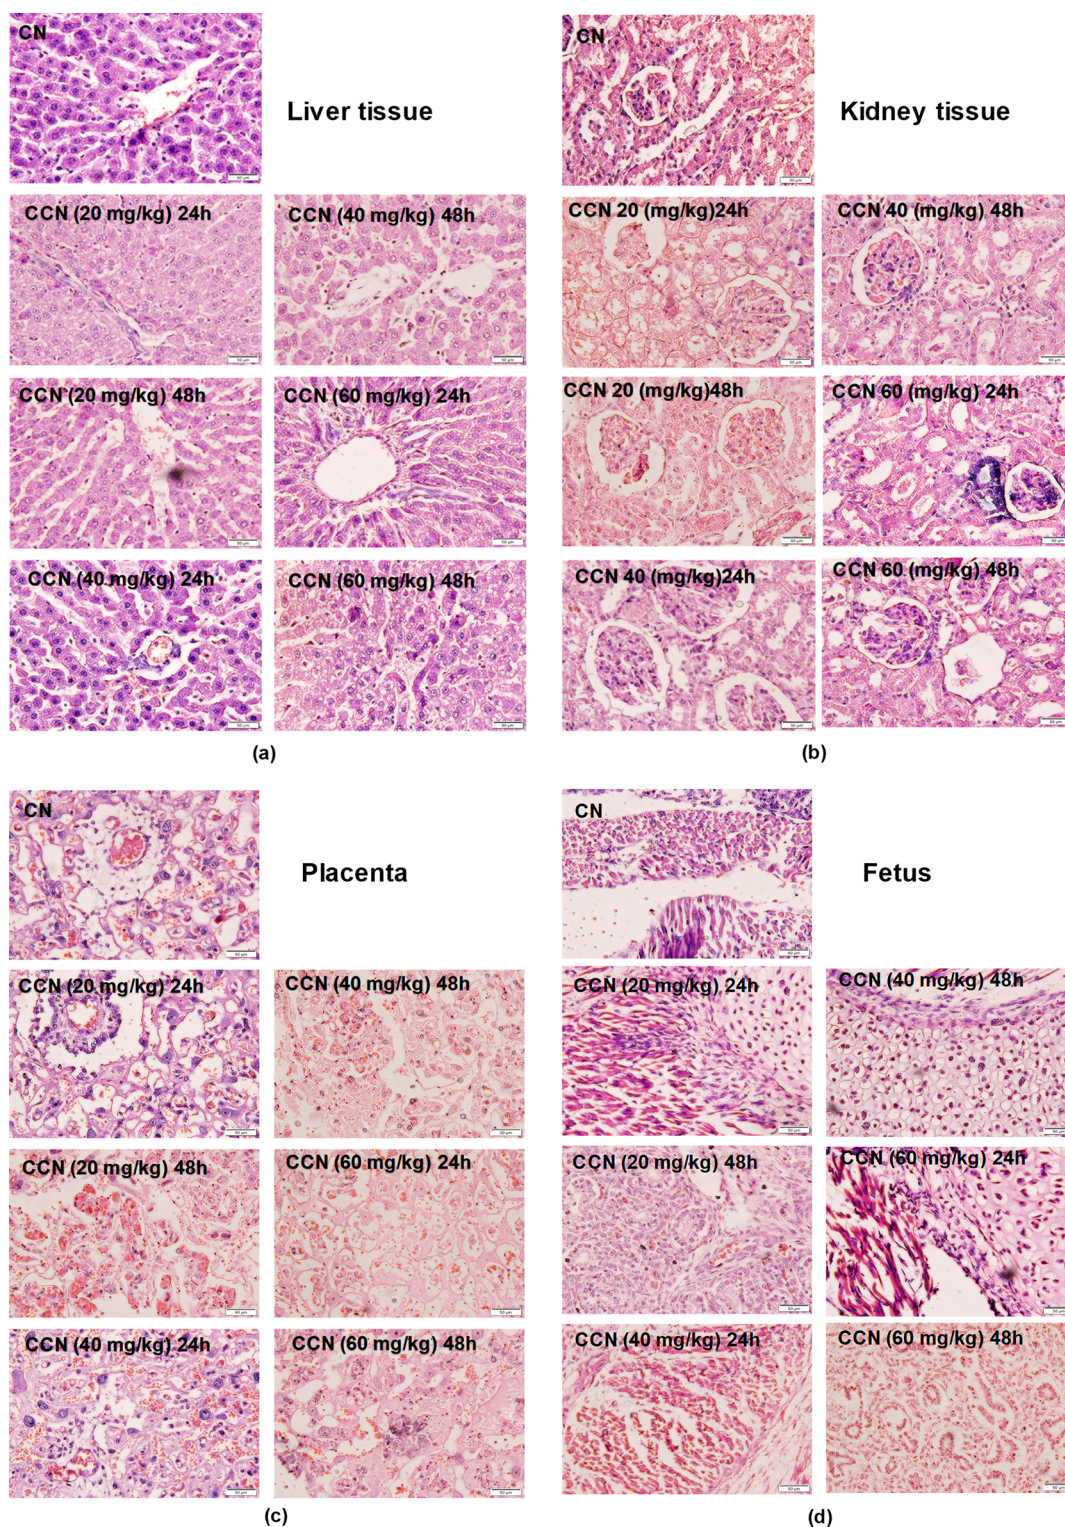 CN
Liver tissue
CCN (20 mg/kg) 24h
CCN (40 mg/kg) 48h
CCN (20 mg/kg) 48h
CCN (60 mg/kg) 24h
CCN (40 mg/kg) 24h
CCN (60 mg/kg) 48h
(a)
CN
Kidney tissue
CCN 20 (mg/kg)24h
CCN 40 (mg/kg) 48h
CCN 20 (mg/kg)48h
CCN 60 (mg/kg) 24h
CCN 40 (mg/kg)24h
CCN 60 (mg/kg) 48h
(b)
CN
Placenta
CCN (20 mg/kg) 24h
CCN (40 mg/kg) 48h
CCN (20 mg/kg) 48h
CCN (60 mg/kg) 24h
CCN (40 mg/kg) 24h
CCN (60 mg/kg) 48h
(c)
CN
Fetus
CCN (20 mg/kg) 24h
CCN (40 mg/kg) 48h
CCN (20 mg/kg) 48h
CCN (60 mg/kg) 24h
CCN (40 mg/kg) 24h
CCN (60 mg/kg) 48h
(d)